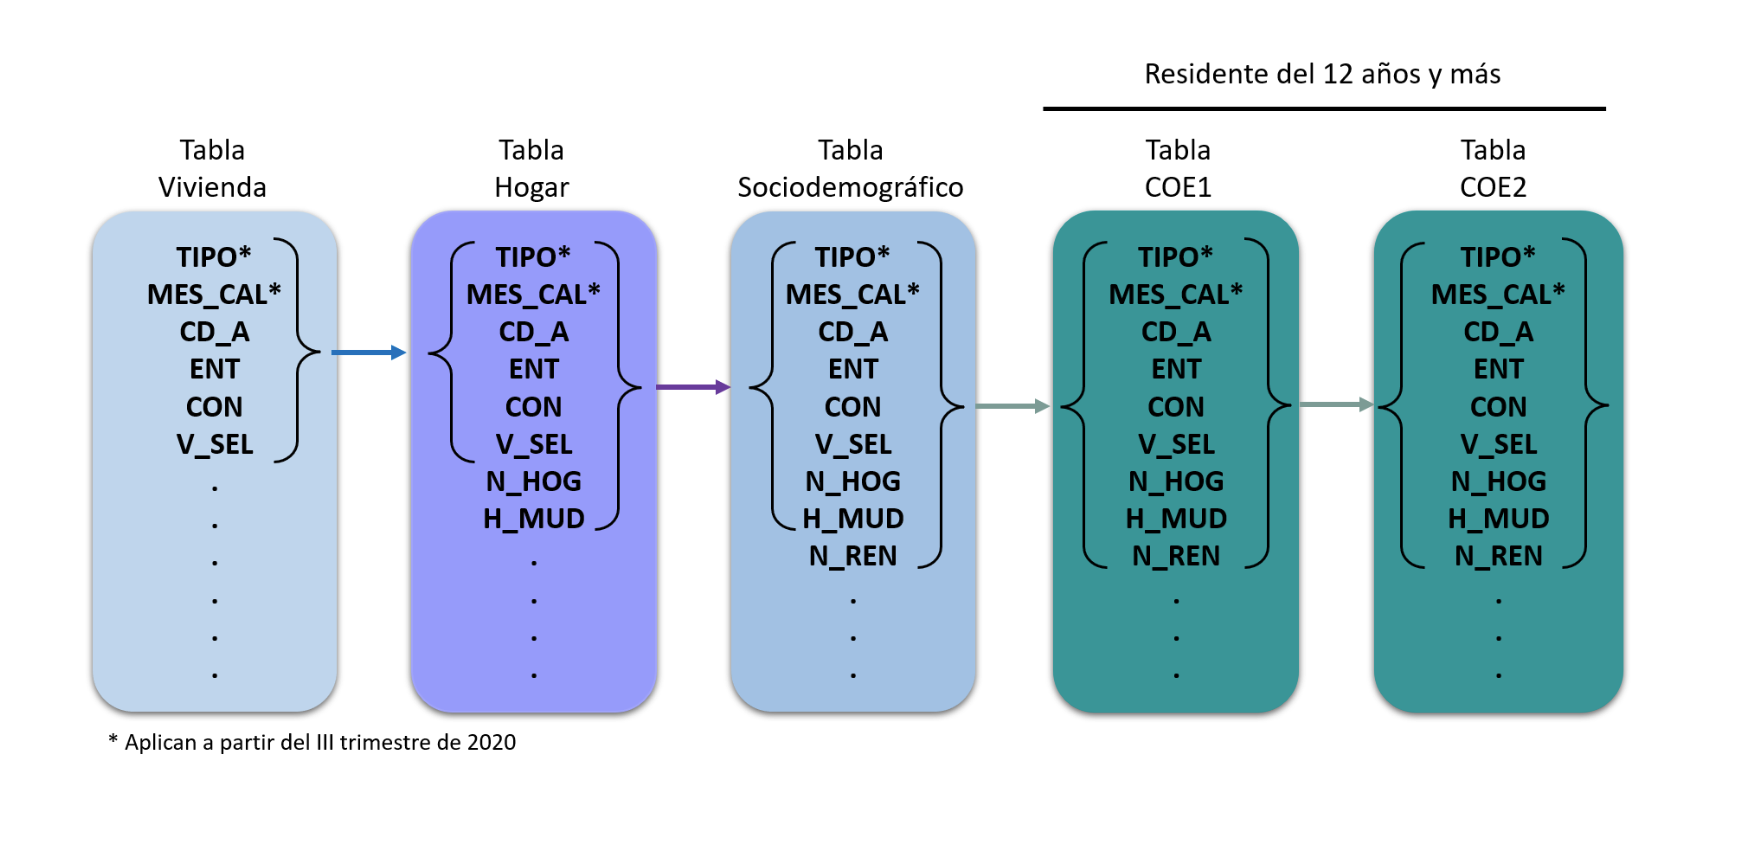 Residente del 12 años y más
Tabla
Vivienda
TIPO*
MES_CAL*
CD_A
ENT
CON
V_SEL
.
.
.
.
.
.
Tabla
Hogar
TIPO*
MES_CAL*
CD_A
ENT
CON
V_SEL
N_HOG
H_MUD
.
.
.
.
Tabla
Sociodemográfico
TIPO*
MES_CAL*
CD_A
ENT
CON
V_SEL
N_HOG
H_MUD
N_REN
.
.
.
Tabla
COE1
TIPO*
MES_CAL*
CD_A
ENT
CON
V_SEL
N_HOG
H_MUD
N_REN
.
.
.
Tabla
COE2
TIPO*
MES_CAL*
CD_A
ENT
CON
V_SEL
N_HOG
H_MUD
N_REN
.
.
.
* Aplican a partir del III trimestre de 2020